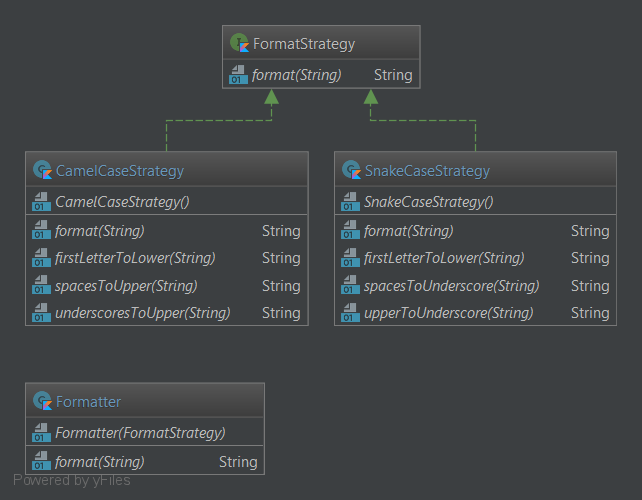 FormatStrategy
format(String) String
CamelCaseStrategy
CamelCaseStrategy()
format(String) String
firstLetterToLower(String) String
spacesToUpper(String) String
underscoresToUpper(String) String
SnakeCaseStrategy
SnakeCaseStrategy()
format(String) String
firstLetterToLower(String) String
spacesToUnderscore(String) String
upperToUnderscore(String) String
Formatter
Formatter(FormatStrategy)
format(String) String
Powered by yFiles